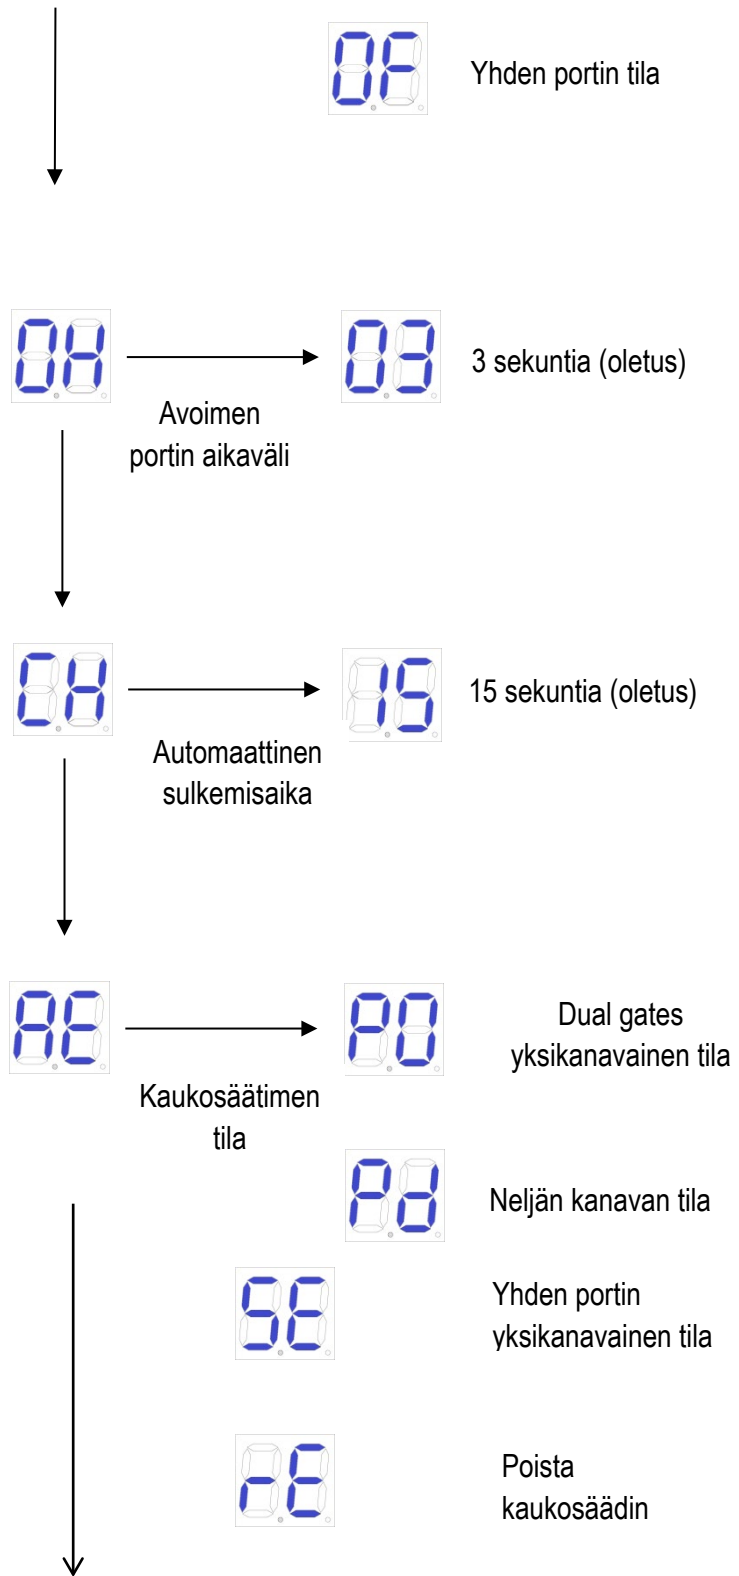 0F Yhden portin tila
0H 03 3 sekuntia (oletus)
Avoimen
portin aikaväli
CH 15 15 sekuntia (oletus)
Automaattinen
sulkemisaika
AE P0 Dual gates
yksikanavainen tila
Kaukosäätimen
tila
Pd Neljän kanavan tila
SE Yhden portin
yksikanavainen tila
rE Poista
kaukosäädin